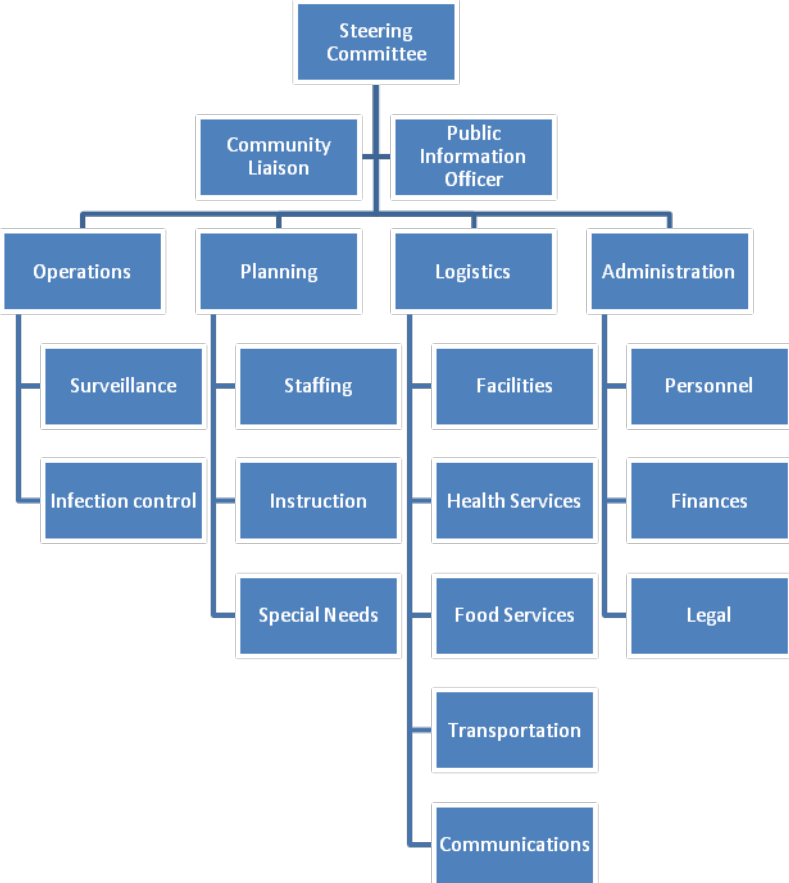 Steering
Committee
Community
Liaison
Public
Information
Officer
Operations
Planning
Logistics
Administration
Surveillance
Staffing
Facilities
Personnel
Infection control
Instruction
Health Services
Finances
Special Needs
Food Services
Legal
Transportation
Communications